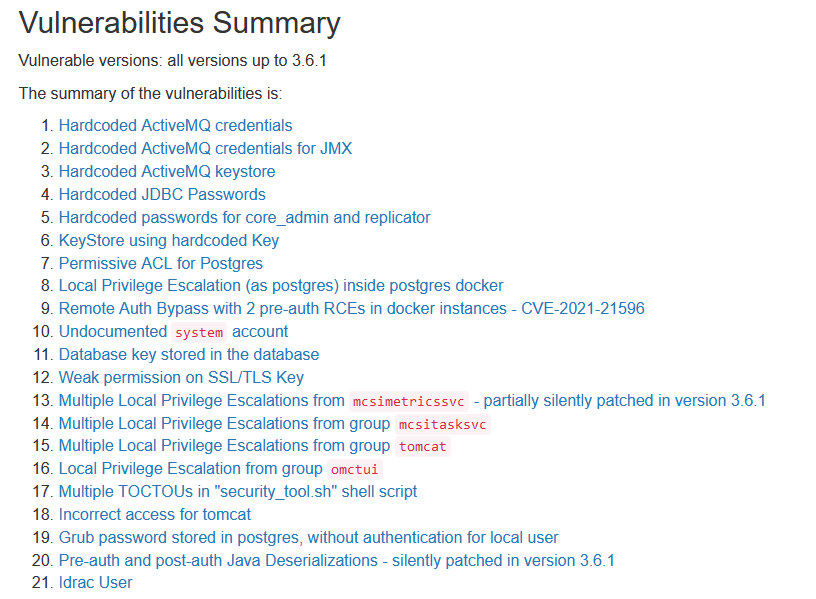 Vulnerabilities Summary
Vulnerable versions: all versions up to 3.6.1
The summary of the vulnerabilities is:
1. Hardcoded ActiveMQ credentials
2. Hardcoded ActiveMQ credentials for JMX
3. Hardcoded ActiveMQ keystore
4. Hardcoded JDBC Passwords
5. Hardcoded passwords for core_admin and replicator
6. KeyStore using hardcoded Key
7. Permissive ACL for Postgres
8. Local Privilege Escalation (as postgres) inside postgres docker
9. Remote Auth Bypass with 2 pre-auth RCEs in docker instances - CVE-2021-21596
10. Undocumented system account
11. Database key stored in the database
12. Weak permission on SSL/TLS Key
13. Multiple Local Privilege Escalations from mcsimetricssvc - partially silently patched in version 3.6.1
14. Multiple Local Privilege Escalations from group mcsitasksvc
15. Multiple Local Privilege Escalations from group tomcat
16. Local Privilege Escalation from group omctui
17. Multiple TOCTOUs in "security_tool.sh" shell script
18. Incorrect access for tomcat
19. Grub password stored in postgres, without authentication for local user
20. Pre-auth and post-auth Java Deserializations - silently patched in version 3.6.1
21. Idrac User